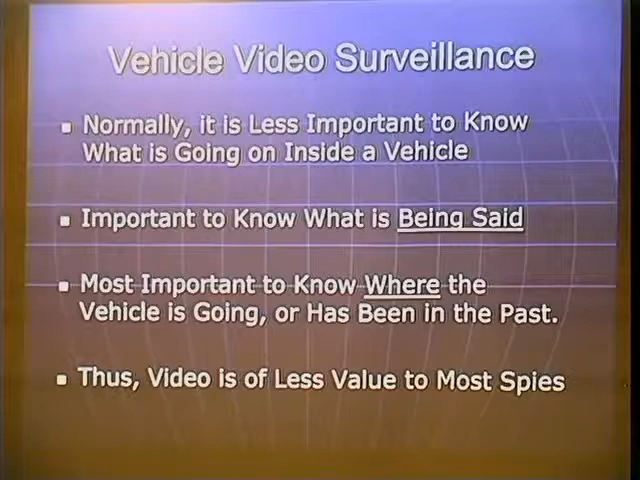 Vehicle Video Surveillance
Normally, it is Less Important to Know
What is Going on Inside a Vehicle
Important to Know What is Being Said
Most Important to Know Where the
Vehicle is Going, or Has Been in the Past.
Thus, Video is of Less Value to Most Spies